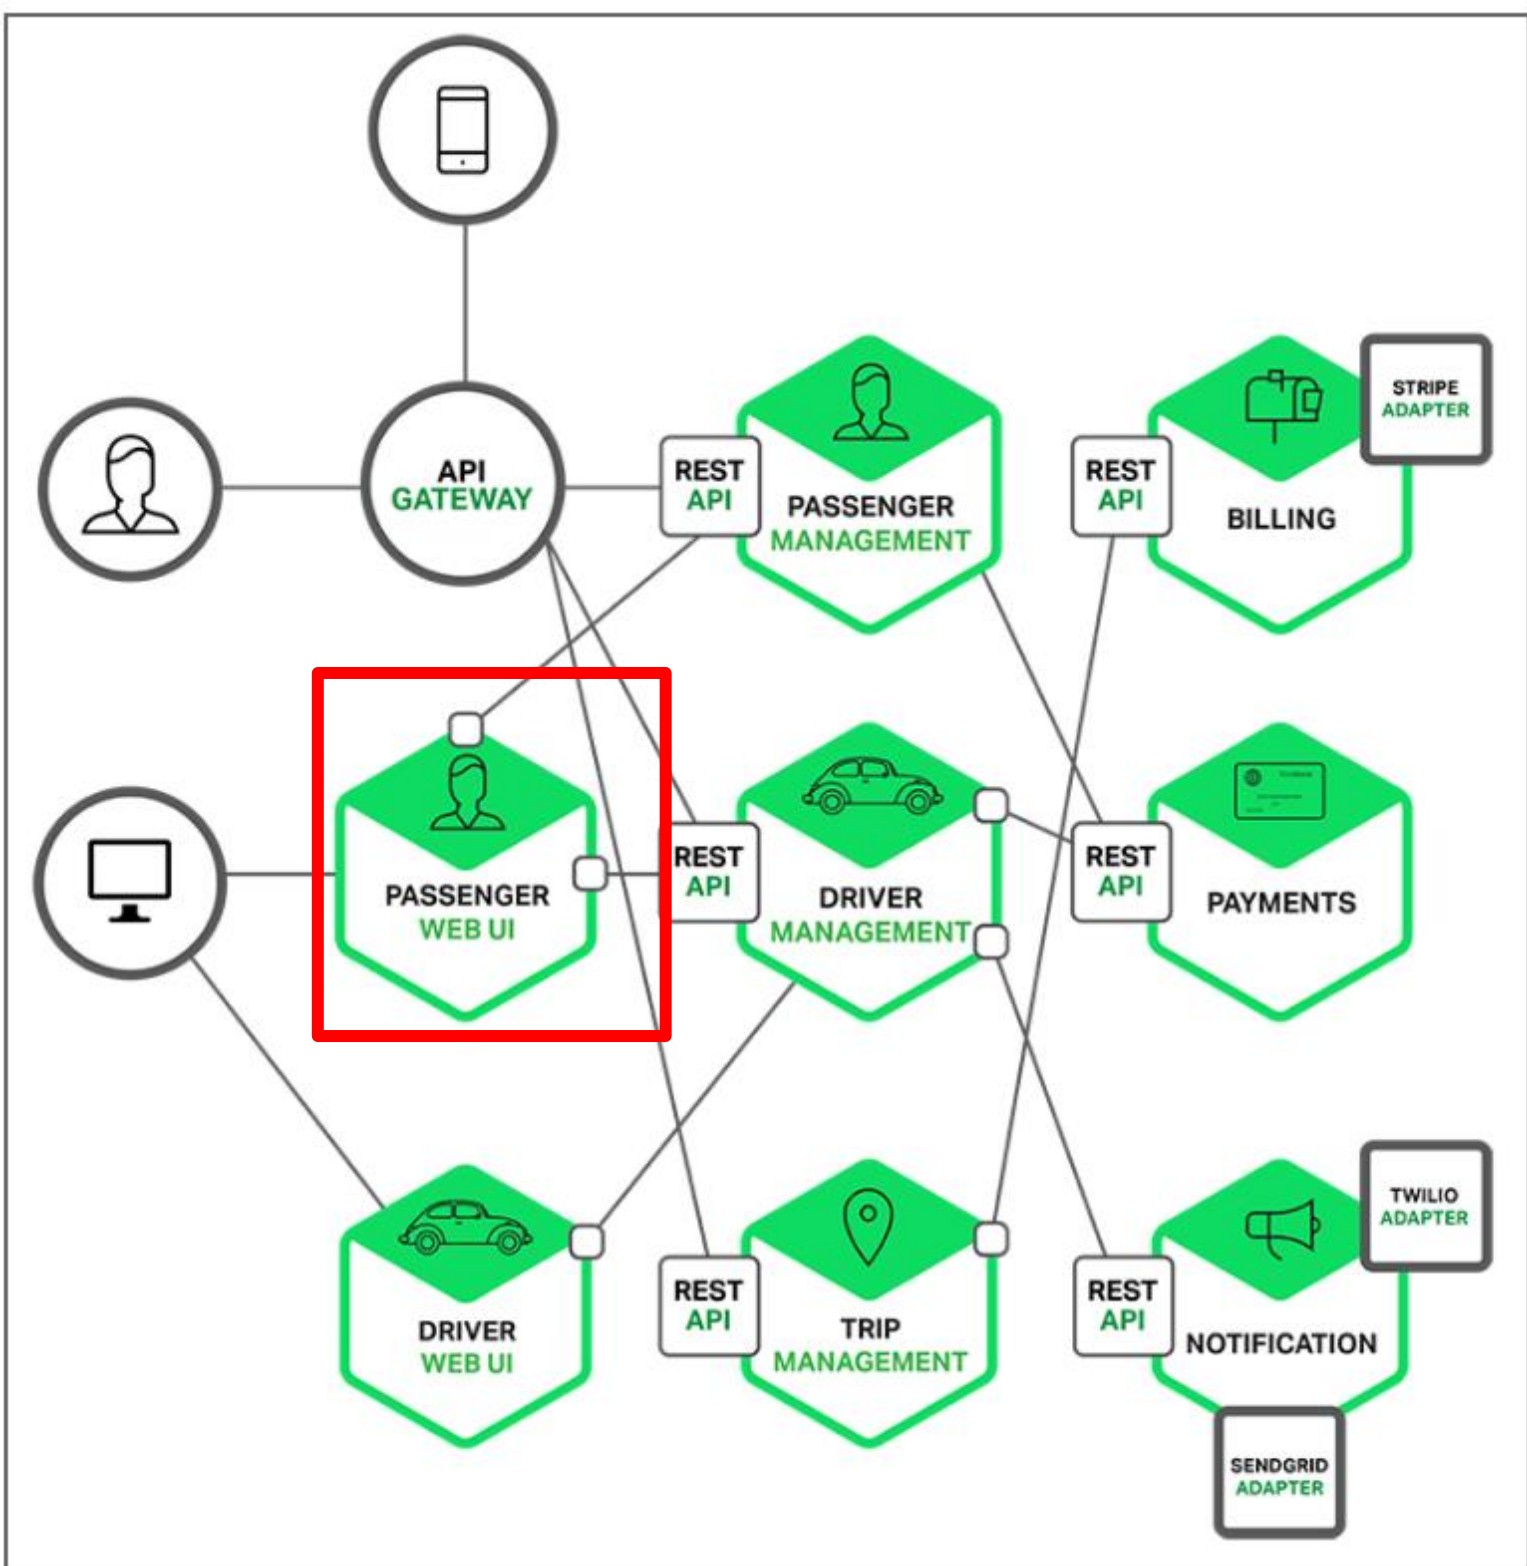 API
GATEWAY
REST
API
PASSENGER
MANAGEMENT
REST
API
BILLING
STRIPE
ADAPTER
PASSENGER
WEB UI
REST
API
DRIVER
MANAGEMENT
REST
API
PAYMENTS
DRIVER
WEB UI
REST
API
TRIP
MANAGEMENT
REST
API
NOTIFICATION
TWILIO
ADAPTER
SENDGRID
ADAPTER